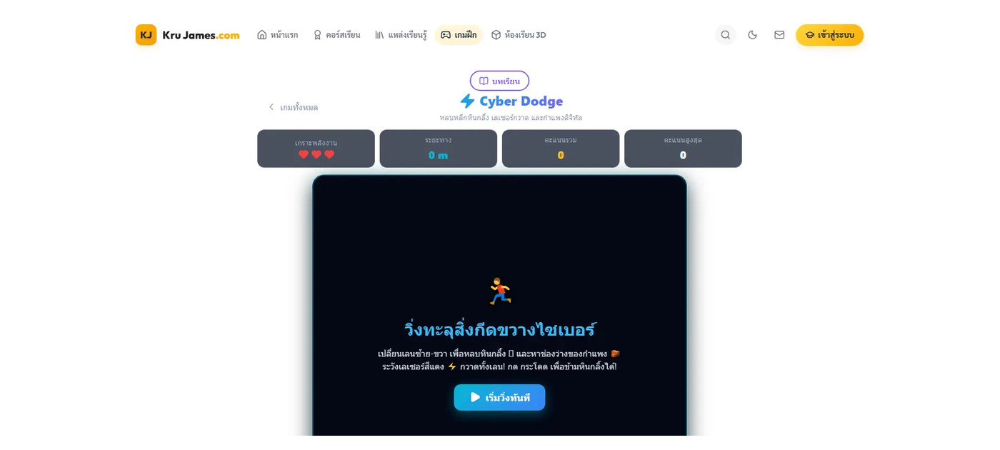 KJ Kru James.com หน้าแรก คอร์สเรียน แหล่งเรียนรู้ เกมฝึก ห้องเรียน 3D เข้าสู่ระบบ
บทเรียน
เกมทั้งหมด
Cyber Dodge
หลบหลีกหินกลิ้ง เลเซอร์กวาด และกำแพงดิจิทัล
เกราะพลังงาน ระยะทาง คะแนนรวม คะแนนสูงสุด
0 m 0 0
วิ่งทะลุสิ่งกีดขวางไซเบอร์
เปลี่ยนเลนซ้าย-ขวา เพื่อหลบหินกลิ้ง และหาช่องว่างของกำแพง
ระวังเลเซอร์สีแดง ⚡ กวาดทั้งเลน! กด กระโดด เพื่อข้ามหินกลิ้งได้!
เริ่มวิ่งทันที